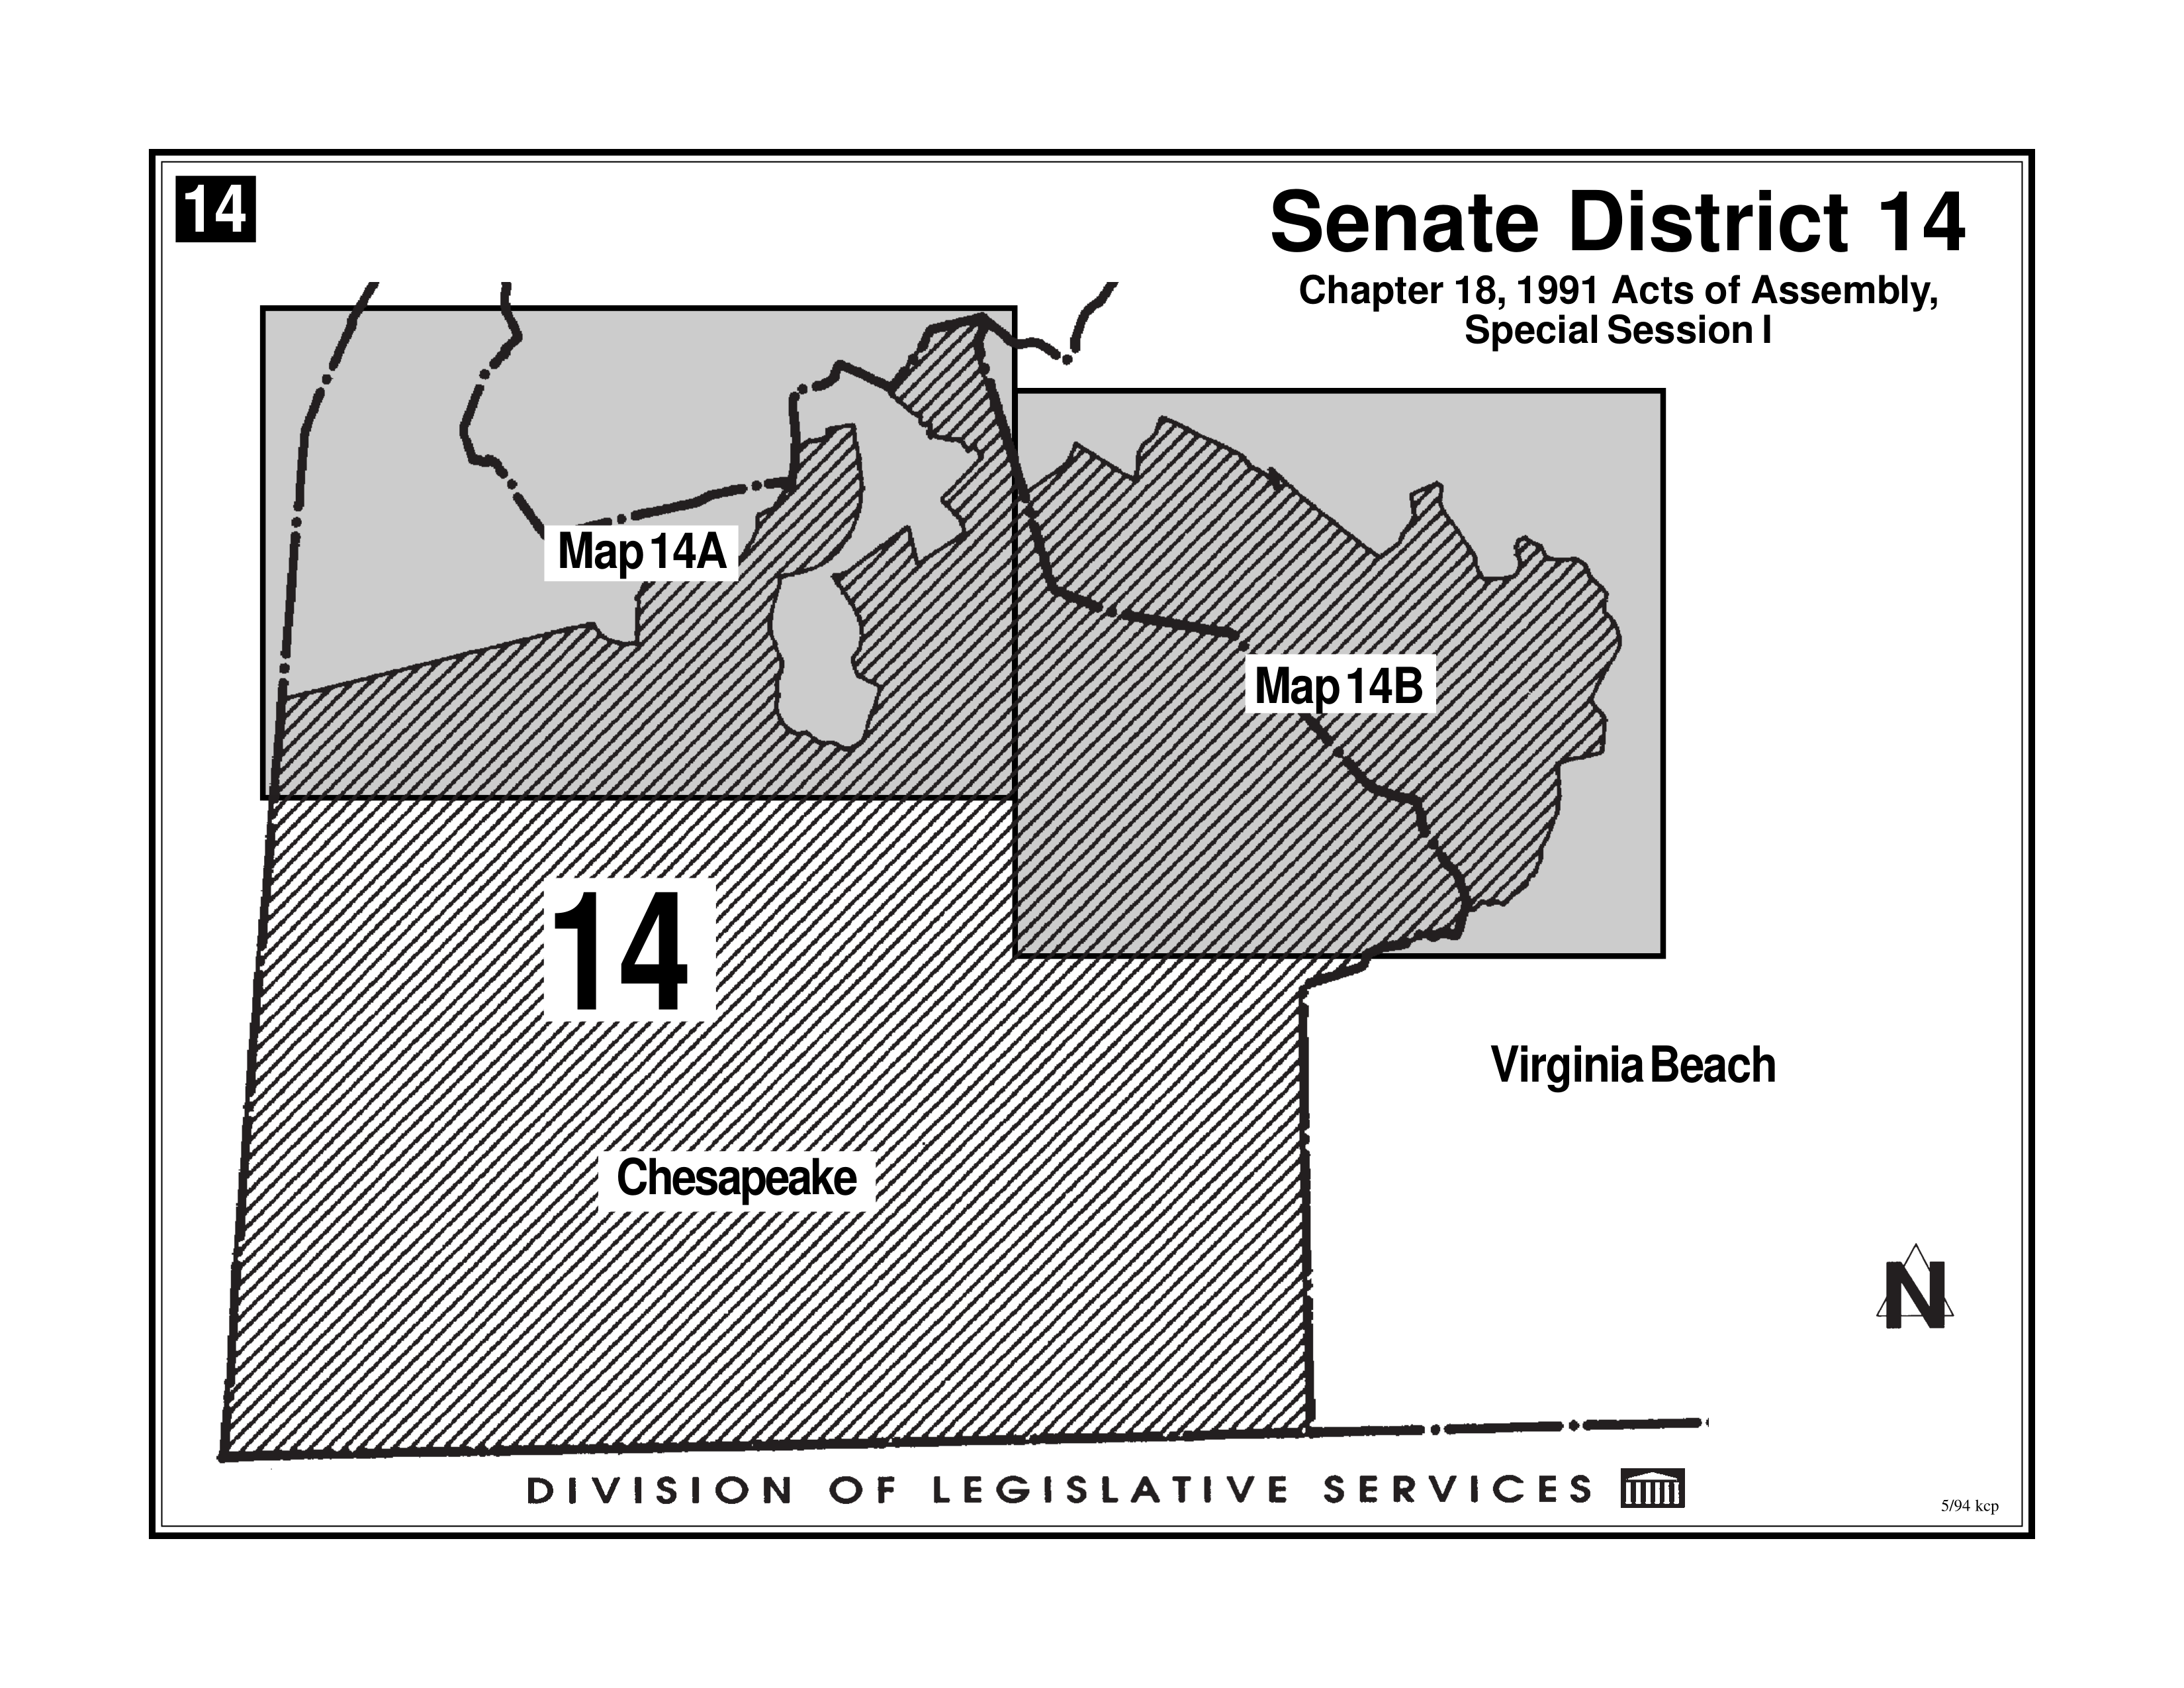 14
Senate District 14
Chapter 18, 1991 Acts of Assembly,
Special Session I
Map 14A
Map 14B
14
Virginia Beach
Chesapeake
N
DIVISION OF LEGISLATIVE SERVICES
5/94 kcp